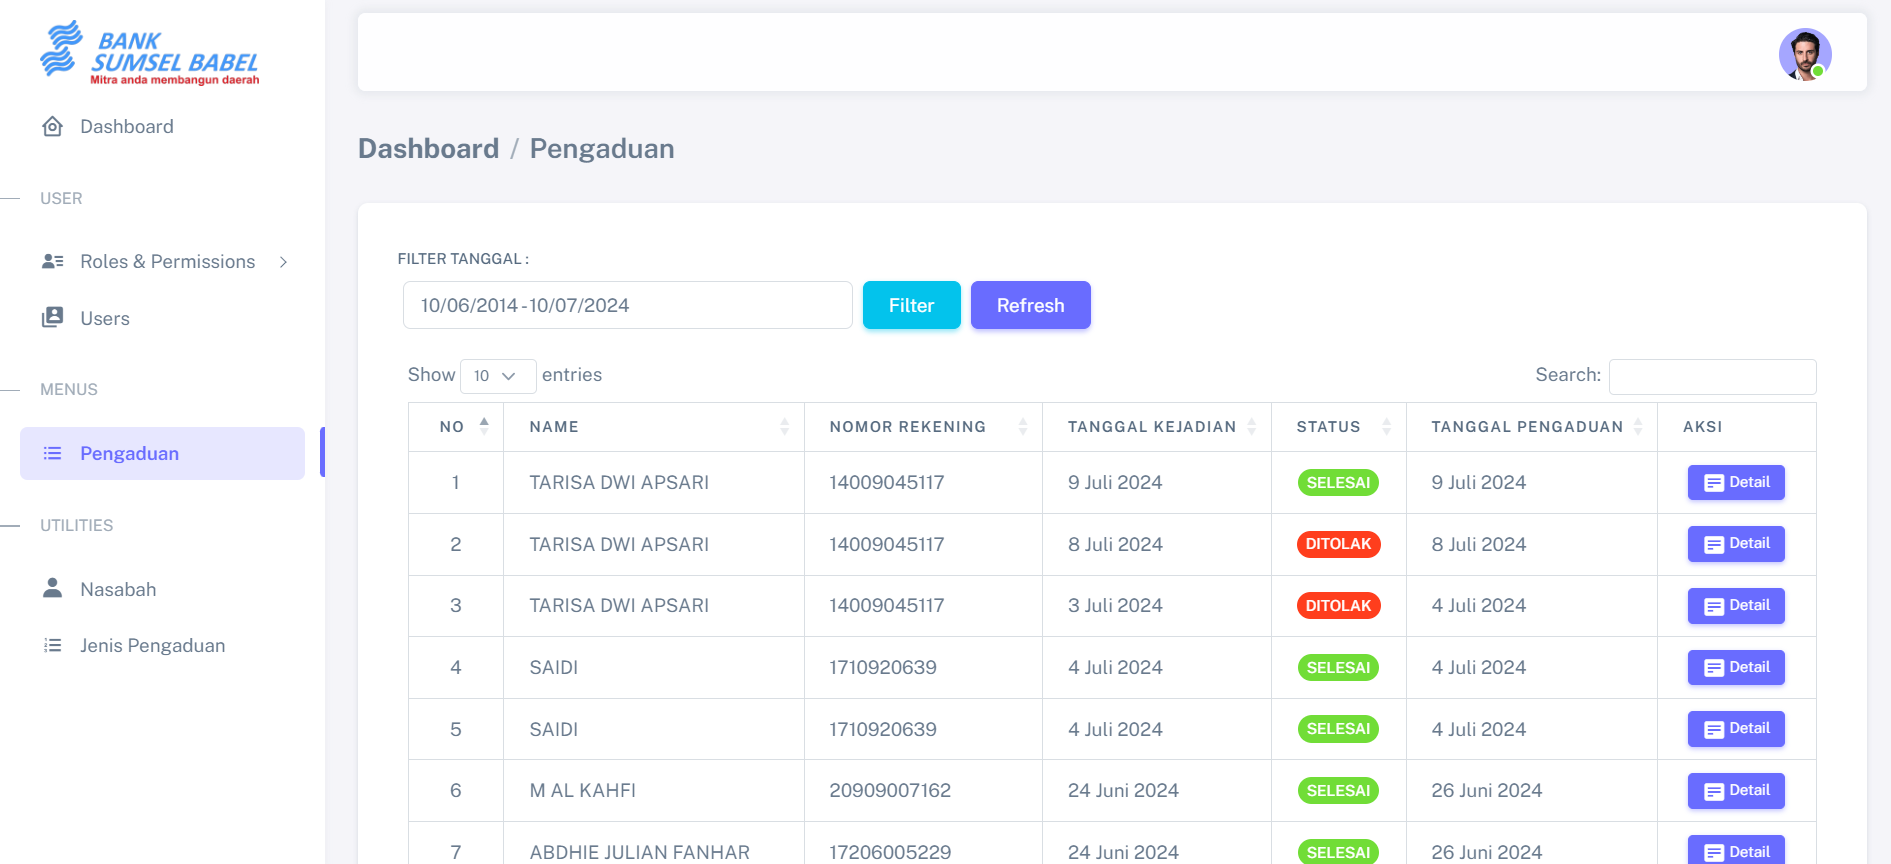 BANK
SUMSEL BABEL
Mitra anda membangun daerah
Dashboard
USER
Roles & Permissions
Users
MENUS
Pengaduan
UTILITIES
Nasabah
Jenis Pengaduan
Dashboard / Pengaduan
FILTER TANGGAL :
10/06/2014 - 10/07/2024 Filter Refresh
Show 10 entries Search:
NO NAME NOMOR REKENING TANGGAL KEJADIAN STATUS TANGGAL PENGADUAN AKSI
1 TARISA DWI APSARI 14009045117 9 Juli 2024 SELESAI 9 Juli 2024 Detail
2 TARISA DWI APSARI 14009045117 8 Juli 2024 DITOLAK 8 Juli 2024 Detail
3 TARISA DWI APSARI 14009045117 3 Juli 2024 DITOLAK 4 Juli 2024 Detail
4 SAIDI 1710920639 4 Juli 2024 SELESAI 4 Juli 2024 Detail
5 SAIDI 1710920639 4 Juli 2024 SELESAI 4 Juli 2024 Detail
6 M AL KAHFI 20909007162 24 Juni 2024 SELESAI 26 Juni 2024 Detail
7 ABDHIE JULIAN FANHAR 17206005229 24 Juni 2024 SELESAI 26 Juni 2024 Detail